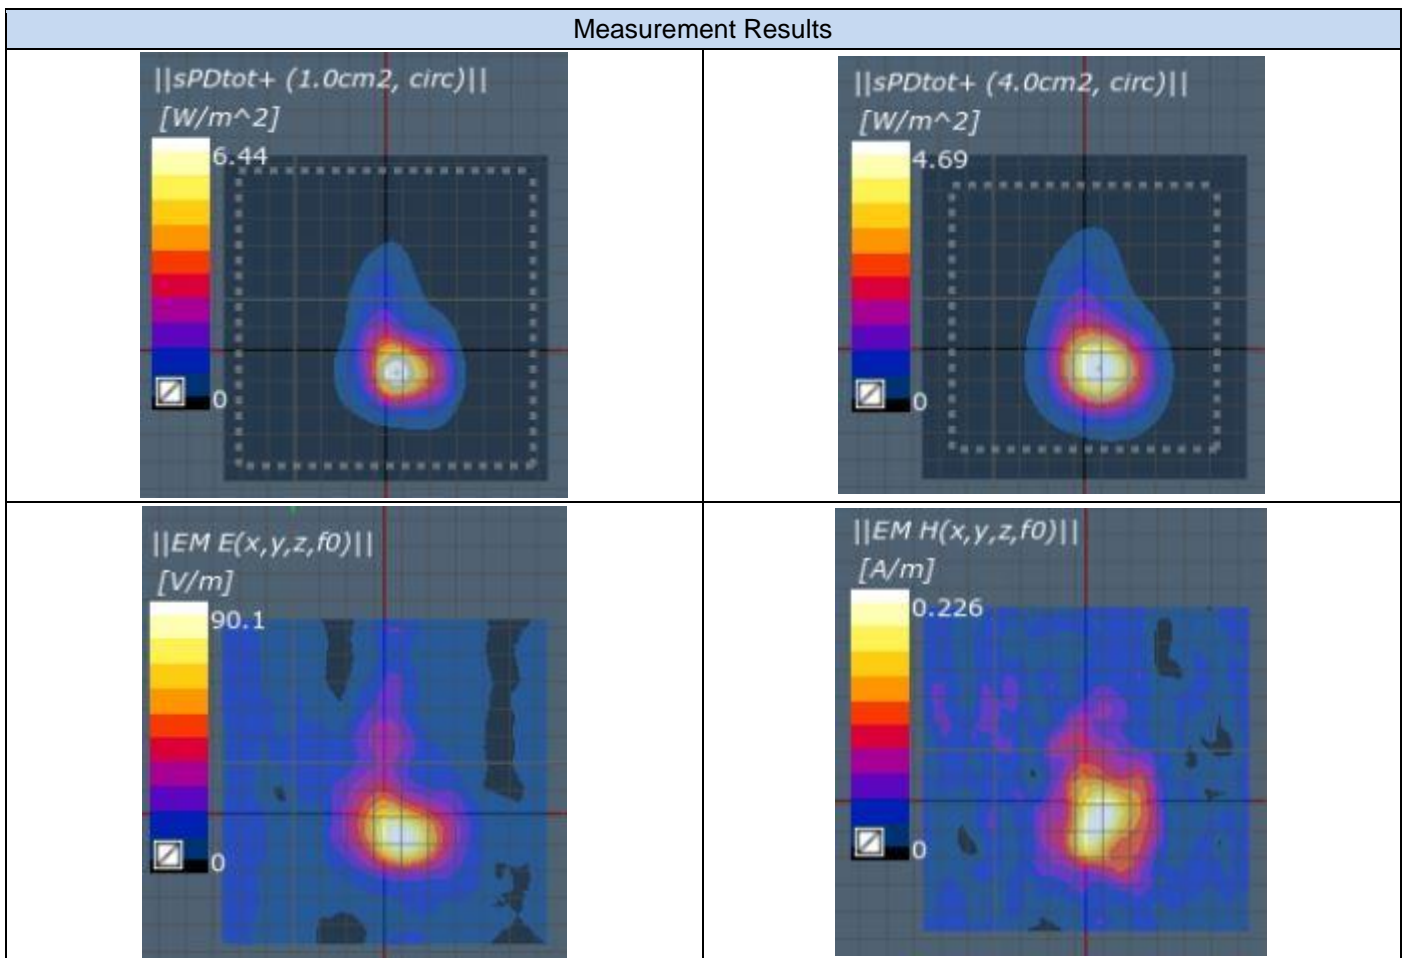 Measurement Results
||sPDtot+ (1.0cm2, circ)||
[W/m^2]
6.44
0
||sPDtot+ (4.0cm2, circ)||
[W/m^2]
4.69
0
||EM E(x,y,z,f0)||
[V/m]
90.1
0
||EM H(x,y,z,f0)||
[A/m]
0.226
0